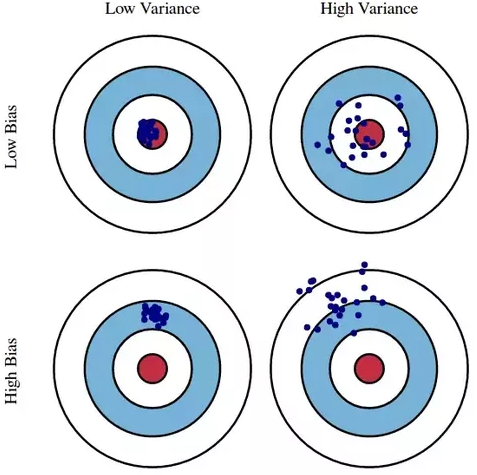 Low Variance
High Variance
Low Bias
High Bias